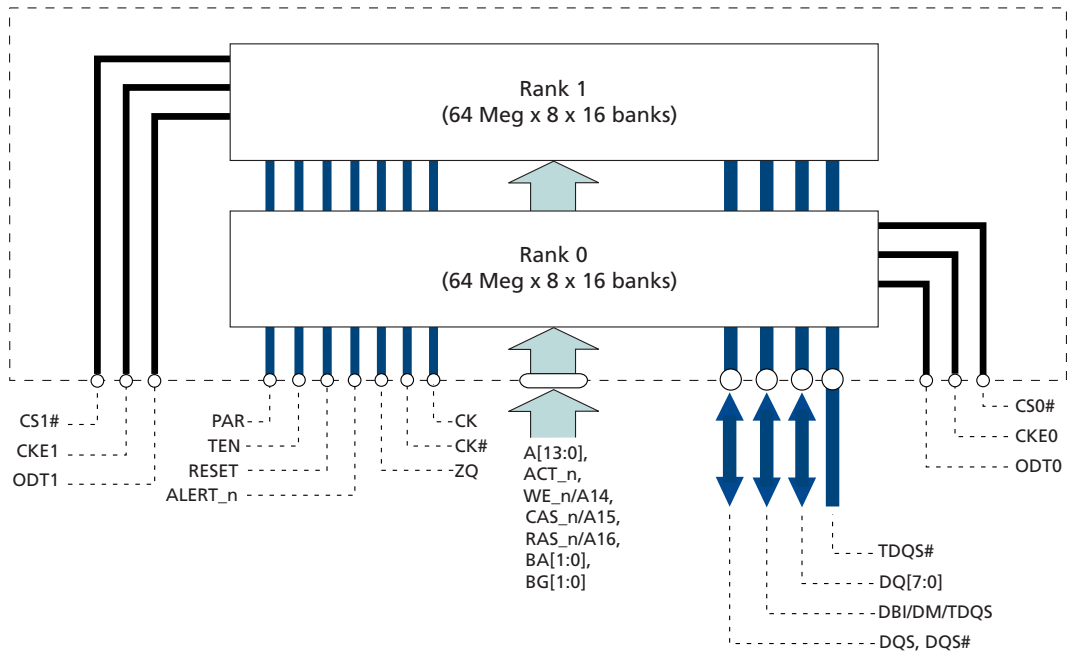 Rank 1
(64 Meg x 8 x 16 banks)
Rank 0
(64 Meg x 8 x 16 banks)
CS1#
CKE1
ODT1
PAR
TEN
RESET
ALERT_n
CK
CK#
ZQ
A[13:0],
ACT_n,
WE_n/A14,
CAS_n/A15,
RAS_n/A16,
BA[1:0],
BG[1:0]
CS0#
CKE0
ODT0
TDQS#
DQ[7:0]
DBI/DM/TDQS
DQS, DQS#